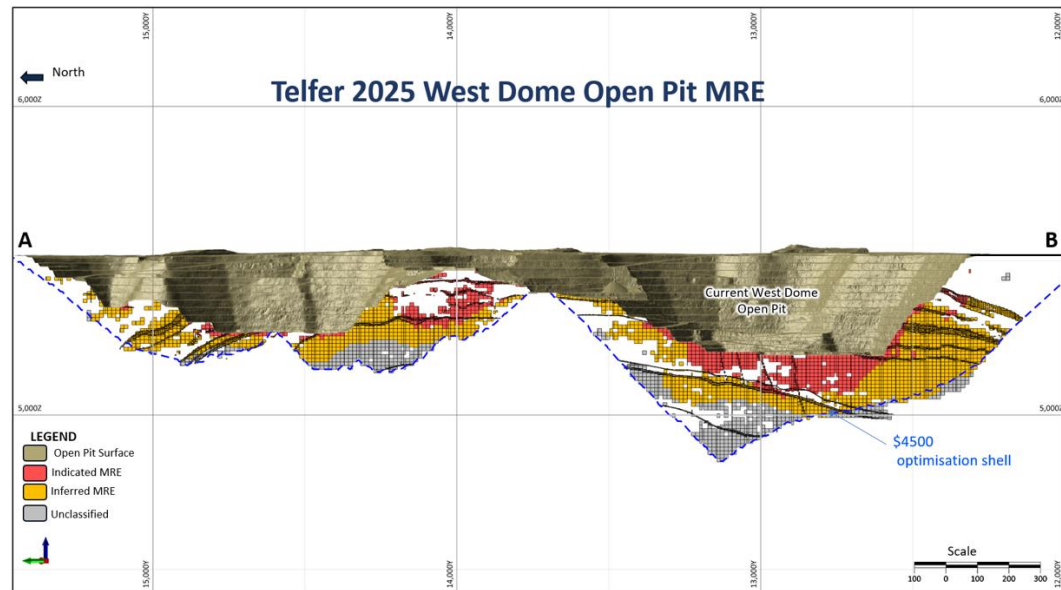 15,000Y
14,000Y
13,000Y
12,000Y
North
Telfer 2025 West Dome Open Pit MRE
6,000Z
6,000Z
A
B
Current West Dome
Open Pit
5,000Z
5,000Z
LEGEND
Open Pit Surface
Indicated MRE
Inferred MRE
Unclassified
$4500
optimisation shell
Scale
100 0 100 200 300
15,000Y
14,000Y
13,000Y
12,000Y